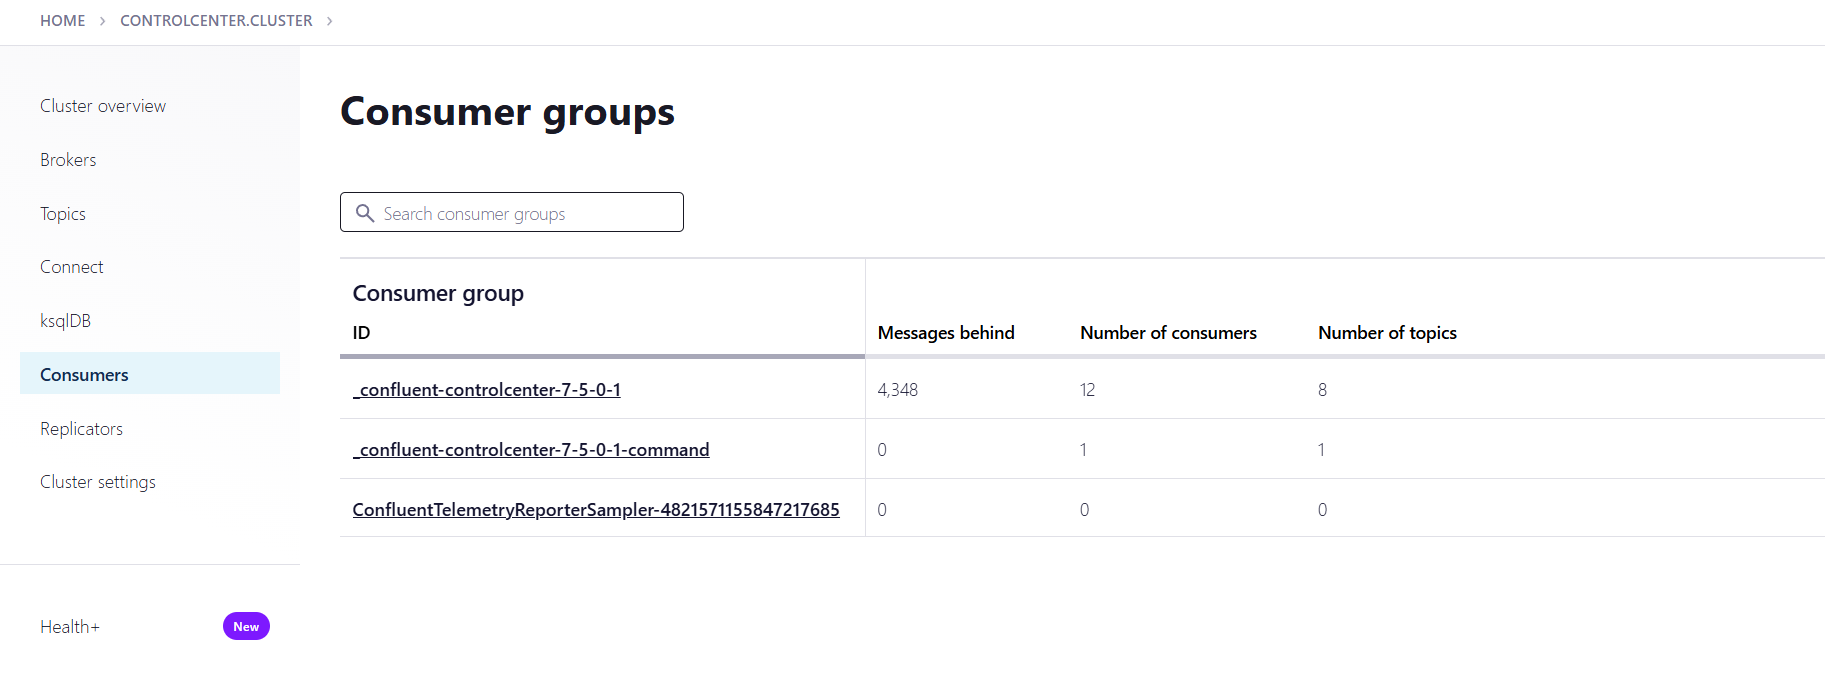 HOME > CONTROLCENTER.CLUSTER >
Cluster overview
Brokers
Topics
Connect
ksqlDB
Consumers
Replicators
Cluster settings
Health+ New
Consumer groups
Search consumer groups
Consumer group
ID Messages behind Number of consumers Number of topics
_confluent-controlcenter-7-5-0-1 4,348 12 8
_confluent-controlcenter-7-5-0-1-command 0 1 1
ConfluentTelemetryReporterSampler-4821571155847217685 0 0 0